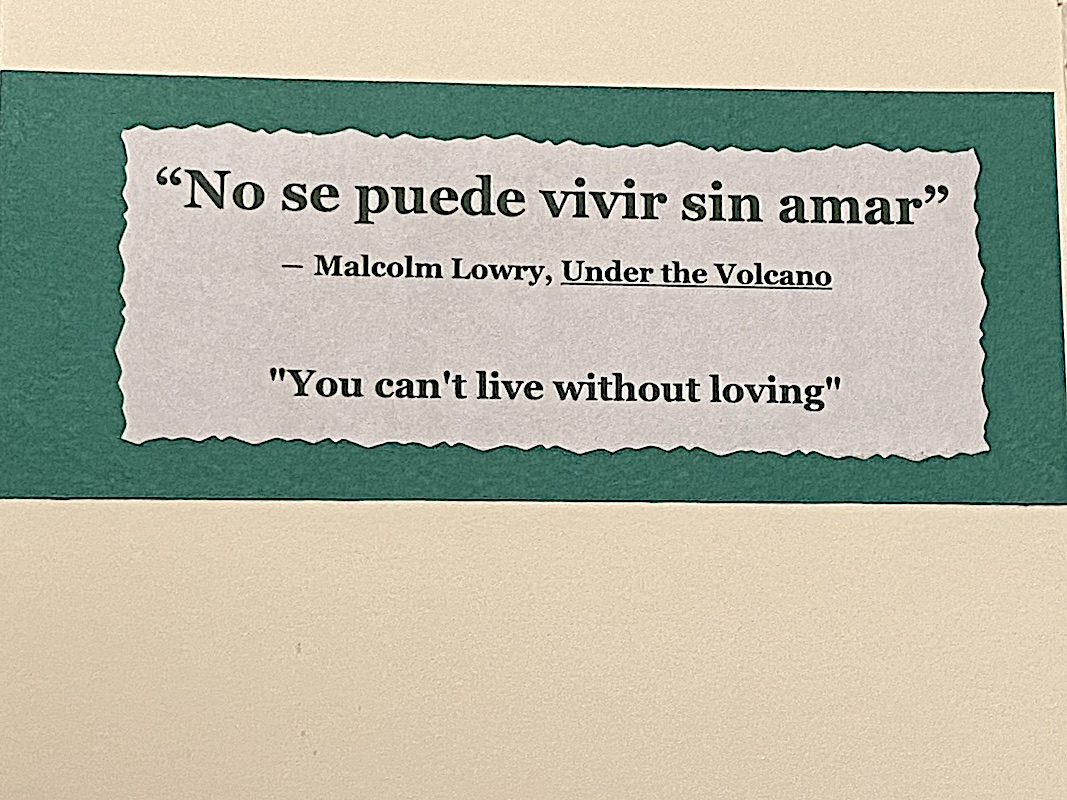 “No se puede vivir sin amar”
— Malcolm Lowry, Under the Volcano
"You can't live without loving"